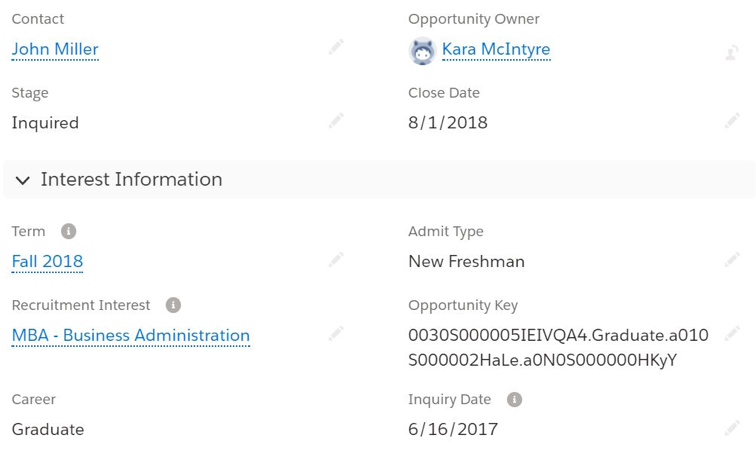 Contact
Opportunity Owner
John Miller
Kara McIntyre
Stage
Close Date
Inquired
8/1/2018
Interest Information
Term
Admit Type
Fall 2018
New Freshman
Recruitment Interest
Opportunity Key
MBA - Business Administration
0030S000005IEIVQA4.Graduate.a010
S000002HaLe.a0N0S000000HKyY
Career
Inquiry Date
Graduate
6/16/2017